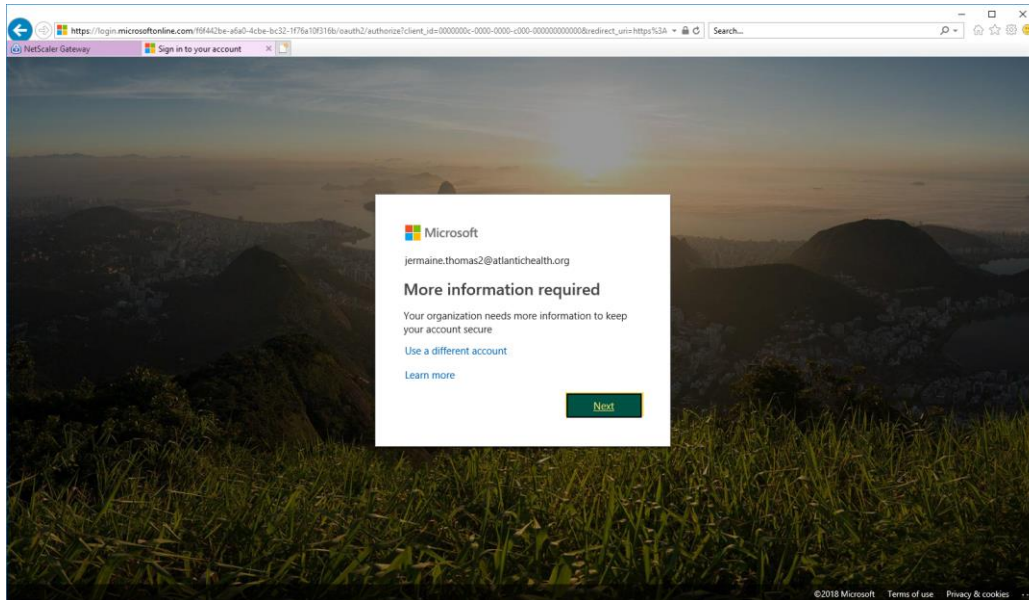 https://login.microsoftonline.com/f6f442be-a6a0-4cbe-bc32-1f76a10f316b/oauth2/authorize?client_id=0000000c-0000-0000-c000-000000000000&redirect_uri=https%3A
Search...
NetScaler Gateway
Sign in to your account
Microsoft
jermaine.thomas2@atlantichealth.org
More information required
Your organization needs more information to keep
your account secure
Use a different account
Learn more
Next
©2018 Microsoft Terms of use Privacy & cookies ...